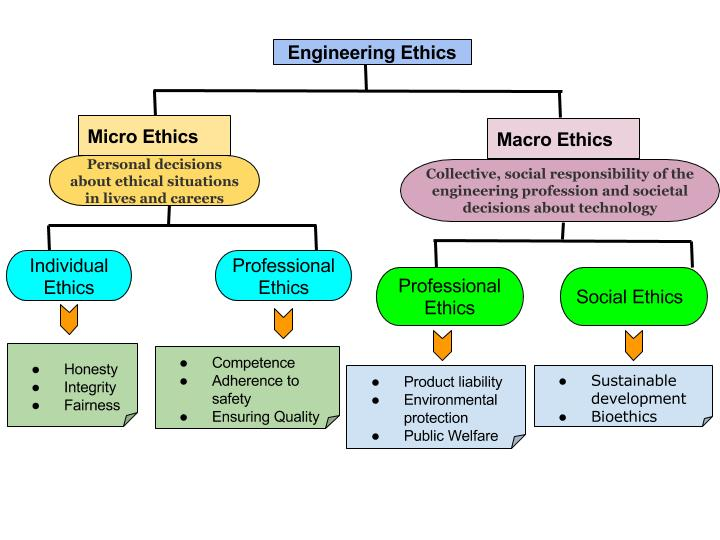 Engineering Ethics
Micro Ethics
Personal decisions
about ethical situations
in lives and careers
Macro Ethics
Collective, social responsibility of the
engineering profession and societal
decisions about technology
Individual
Ethics
Professional
Ethics
Professional
Ethics
Social Ethics
● Honesty
● Integrity
● Fairness
● Competence
● Adherence to
safety
● Ensuring Quality
● Product liability
● Environmental
protection
● Public Welfare
● Sustainable
development
● Bioethics